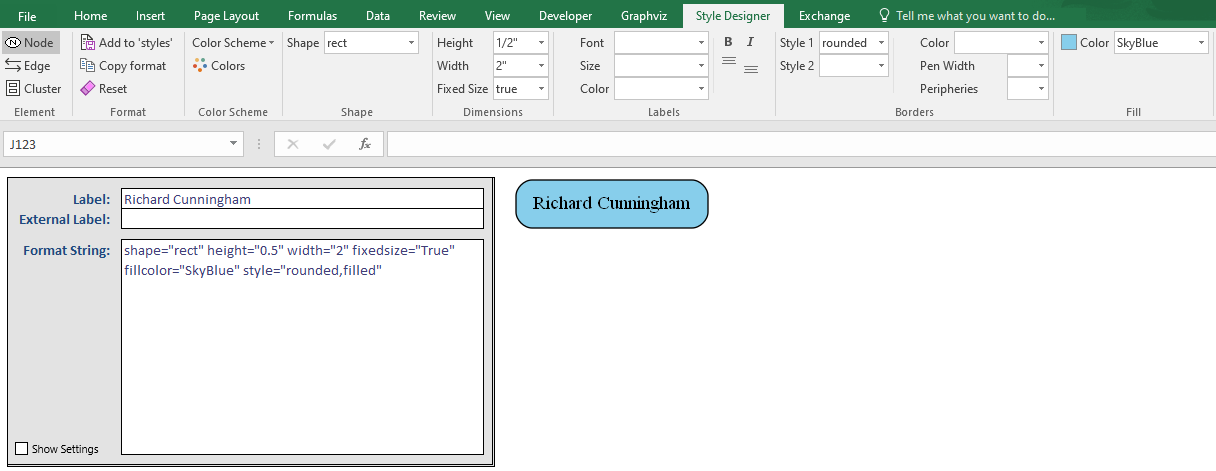 File Home Insert Page Layout Formulas Data Review View Developer Graphviz Style Designer Exchange Tell me what you want to do...
N Node Add to 'styles' Color Scheme Shape rect Height 1/2" Font B I Style 1 rounded Color Color SkyBlue
Edge Copy format Colors Width 2" Size Style 2 Pen Width
Cluster Reset Fixed Size true Color Peripheries
Element Format Color Scheme Shape Dimensions Labels Borders Fill
J123 fx
Label: Richard Cunningham
External Label:
Format String: shape="rect" height="0.5" width="2" fixedsize="True"
fillcolor="SkyBlue" style="rounded,filled"
Show Settings
Richard Cunningham